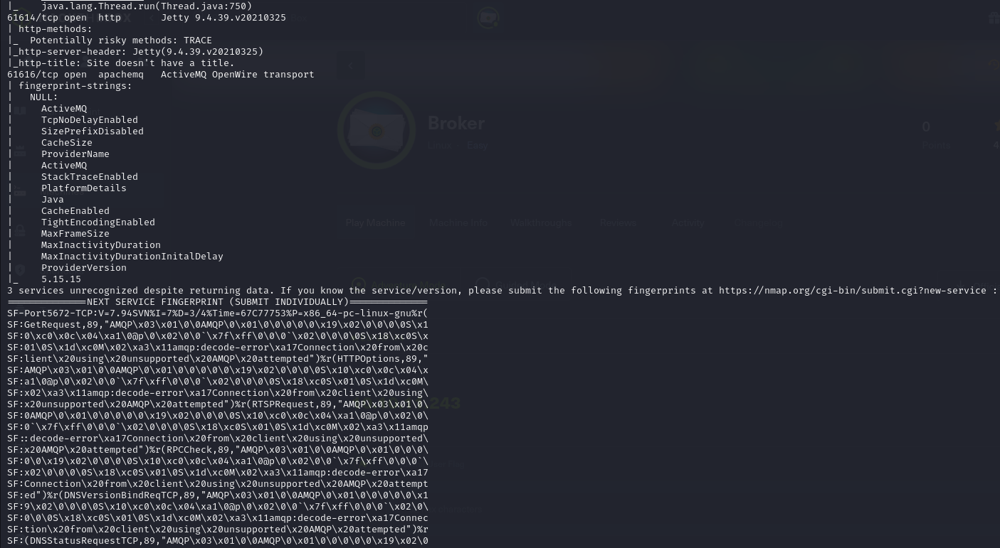 |_    java.lang.Thread.run(Thread.java:750)
61614/tcp open  http       Jetty 9.4.39.v20210325
| http-methods:
|_  Potentially risky methods: TRACE
|_http-server-header: Jetty(9.4.39.v20210325)
|_http-title: Site doesn't have a title.
61616/tcp open  apachemq   ActiveMQ OpenWire transport
| fingerprint-strings:
|   NULL:
|     ActiveMQ
|     TcpNoDelayEnabled
|     SizePrefixDisabled
|     CacheSize
|     ProviderName
|     ActiveMQ
|     StackTraceEnabled
|     PlatformDetails
|     Java
|     CacheEnabled
|     TightEncodingEnabled
|     MaxFrameSize
|     MaxInactivityDuration
|     MaxInactivityDurationInitalDelay
|     ProviderVersion
|_    5.15.15
3 services unrecognized despite returning data. If you know the service/version, please submit the following fingerprints at https://nmap.org/cgi-bin/submit.cgi?new-service :
==============NEXT SERVICE FINGERPRINT (SUBMIT INDIVIDUALLY)==============
SF-Port5672-TCP:V=7.94SVN%I=7%D=3/4%Time=67C77753%P=x86_64-pc-linux-gnu%r(
SF:GetRequest,89,"AMQP\x03\x01\0\0AMQP\0\x01\0\0\0\0\0\x19\x02\0\0\0\0S\x1
SF:0\xc0\x0c\x04\xa1\0@p\0\x02\0\0`\x7f\xff\0\0\0`\x02\0\0\0\0S\x18\xc0S\x
SF:01\0S\x1d\xc0M\x02\xa3\x11amqp:decode-error\xa17Connection\x20from\x20c
SF:lient\x20using\x20unsupported\x20AMQP\x20attempted")%r(HTTPOptions,89,"
SF:AMQP\x03\x01\0\0AMQP\0\x01\0\0\0\0\0\x19\x02\0\0\0\0S\x10\xc0\x0c\x04\x
SF:a1\0@p\0\x02\0\0`\x7f\xff\0\0\0`\x02\0\0\0\0S\x18\xc0S\x01\0S\x1d\xc0M\
SF:x02\xa3\x11amqp:decode-error\xa17Connection\x20from\x20client\x20using\
SF:x20unsupported\x20AMQP\x20attempted")%r(RTSPRequest,89,"AMQP\x03\x01\0\
SF:0AMQP\0\x01\0\0\0\0\0\x19\x02\0\0\0\0S\x10\xc0\x0c\x04\xa1\0@p\0\x02\0\
SF:0`\x7f\xff\0\0\0`\x02\0\0\0\0S\x18\xc0S\x01\0S\x1d\xc0M\x02\xa3\x11amqp
SF::decode-error\xa17Connection\x20from\x20client\x20using\x20unsupported\
SF:x20AMQP\x20attempted")%r(RPCCheck,89,"AMQP\x03\x01\0\0AMQP\0\x01\0\0\0\
SF:0\0\x19\x02\0\0\0\0S\x10\xc0\x0c\x04\xa1\0@p\0\x02\0\0`\x7f\xff\0\0\0`\
SF:x02\0\0\0\0S\x18\xc0S\x01\0S\x1d\xc0M\x02\xa3\x11amqp:decode-error\xa17
SF:Connection\x20from\x20client\x20using\x20unsupported\x20AMQP\x20attempt
SF:ed")%r(DNSVersionBindReqTCP,89,"AMQP\x03\x01\0\0AMQP\0\x01\0\0\0\0\0\x1
SF:9\x02\0\0\0\0S\x10\xc0\x0c\x04\xa1\0@p\0\x02\0\0`\x7f\xff\0\0\0`\x02\0\
SF:0\0\0S\x18\xc0S\x01\0S\x1d\xc0M\x02\xa3\x11amqp:decode-error\xa17Connec
SF:tion\x20from\x20client\x20using\x20unsupported\x20AMQP\x20attempted")%r
SF:(DNSStatusRequestTCP,89,"AMQP\x03\x01\0\0AMQP\0\x01\0\0\0\0\0\x19\x02\0
Broker
Linux Easy
0
Points
Play Machine Machine Info Walkthroughs Reviews Activity Changelog
243